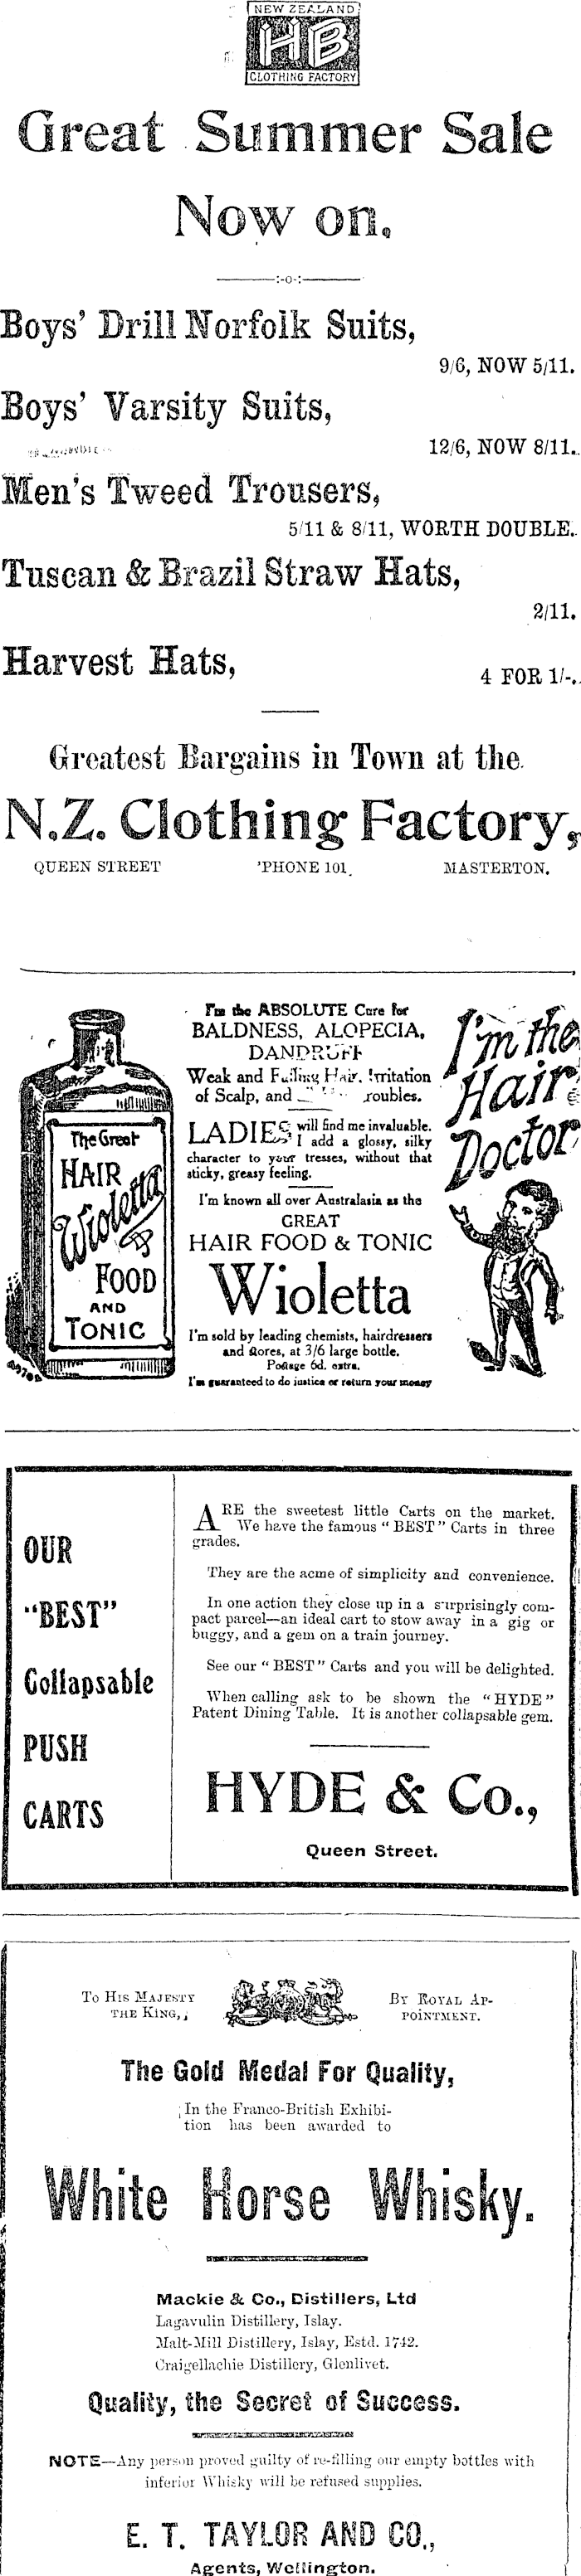 NEW ZEALAND
HB
CLOTHING FACTORY
Great Summer Sale
Now on.
—:-o-:—
Boys' Drill Norfolk Suits,
9/6, NOW 5/11.
Boys' Varsity Suits,
12/6, NOW 8/11.
Men's Tweed Trousers,
5/11 & 8/11, WORTH DOUBLE.
Tuscan & Brazil Straw Hats,
2/11.
Harvest Hats,
4 FOR 1/-.
Greatest Bargains in Town at the
N.Z. Clothing Factory,
QUEEN STREET 'PHONE 101. MASTERTON.
The Great
HAIR
Wioletta
FOOD
AND
TONIC
I'm the ABSOLUTE Cure for
BALDNESS, ALOPECIA,
DANDRUFF
Weak and Falling Hair, Irritation
of Scalp, and troubles.
LADIES will find me invaluable.
I add a glossy, silky
character to your tresses, without that
sticky, greasy feeling.
I'm known all over Australasia as the
GREAT
HAIR FOOD & TONIC
Wioletta
I'm sold by leading chemists, hairdressers
and stores, at 3/6 large bottle.
Postage 6d. extra.
I'm guaranteed to do justice or return your money
I'm the
Hair
Doctor
OUR
"BEST"
Collapsable
PUSH
CARTS
ARE the sweetest little Carts on the market.
We have the famous "BEST" Carts in three
grades.
They are the acme of simplicity and convenience.
In one action they close up in a surprisingly com-
pact parcel—an ideal cart to stow away in a gig or
buggy, and a gem on a train journey.
See our "BEST" Carts and you will be delighted.
When calling ask to be shown the "HYDE"
Patent Dining Table. It is another collapsable gem.
HYDE & Co.,
Queen Street.
To His Majesty
the King,
By Royal Ap-
pointment.
The Gold Medal For Quality,
In the Franco-British Exhibi-
tion has been awarded to
White Horse Whisky.
Mackie & Co., Distillers, Ltd
Lagavulin Distillery, Islay.
Malt-Mill Distillery, Islay, Estd. 1742.
Craigellachie Distillery, Glenlivet.
Quality, the Secret of Success.
NOTE—Any person proved guilty of re-filling our empty bottles with
inferior Whisky will be refused supplies.
E. T. TAYLOR AND CO.,
Agents, Wellington.